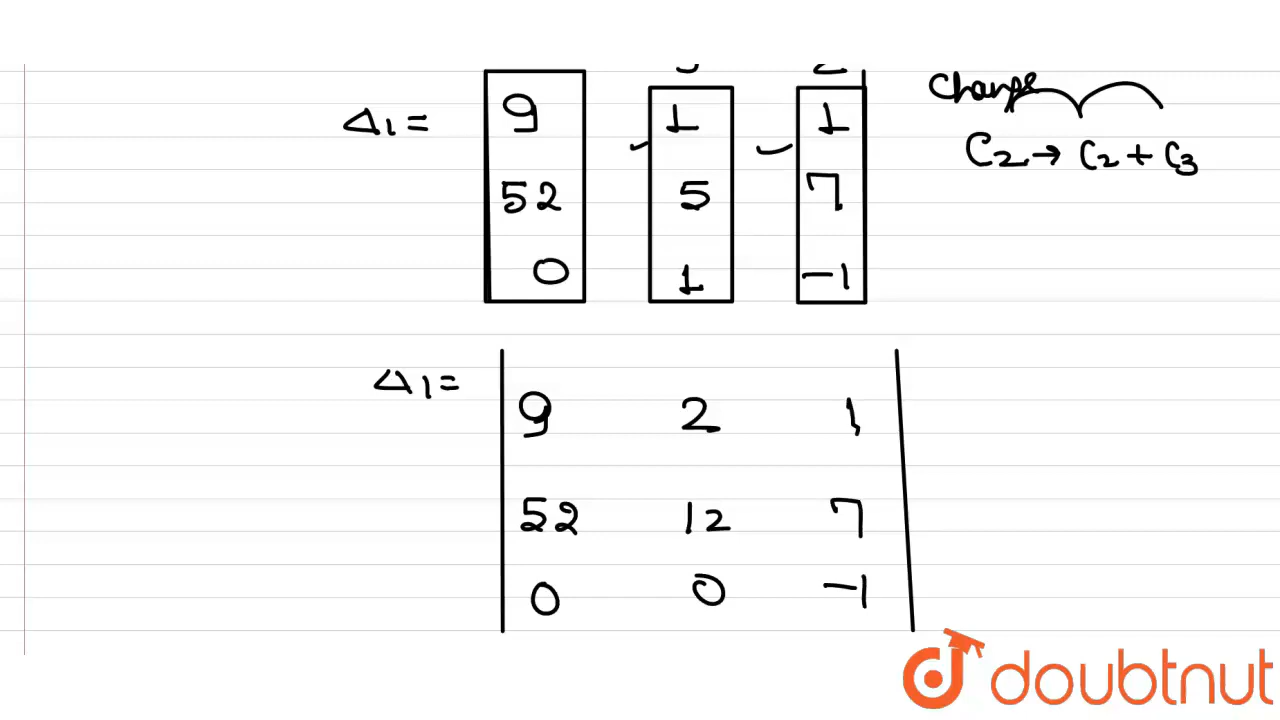 Δ1 = 9 1 1 Change
52 5 7 C2 → C2 + C3
0 1 -1
Δ1 =
9 2 1
52 12 7
0 0 -1
doubtnut